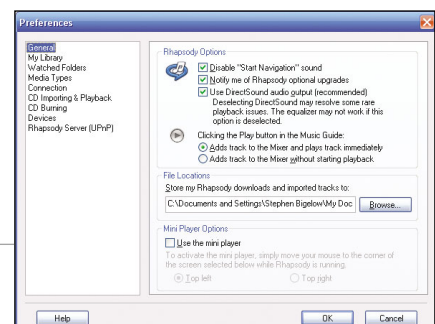 Preferences
General
My Library
Watched Folders
Media Types
Connection
CD Importing & Playback
CD Burning
Devices
Rhapsody Server (UPnP)
Rhapsody Options
Disable "Start Navigation" sound
Notify me of Rhapsody optional upgrades
Use DirectSound audio output (recommended)
Deselecting DirectSound may resolve some rare
playback issues. The equalizer may not work if this
option is deselected.
Clicking the Play button in the Music Guide:
Adds track to the Mixer and plays track immediately
Adds track to the Mixer without starting playback
File Locations
Store my Rhapsody downloads and imported tracks to:
C:\Documents and Settings\Stephen Bigelow\My Doc
Browse...
Mini Player Options
Use the mini player
To activate the mini player, simply move your mouse to the corner of
the screen selected below while Rhapsody is running.
Top left Top right
Help OK Cancel